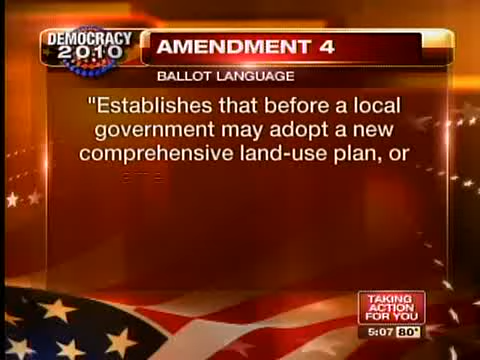 DEMOCRACY
2010
AMENDMENT 4
BALLOT LANGUAGE
"Establishes that before a local
government may adopt a new
comprehensive land-use plan, or
TAKING
ACTION
FOR YOU
5:07 80°